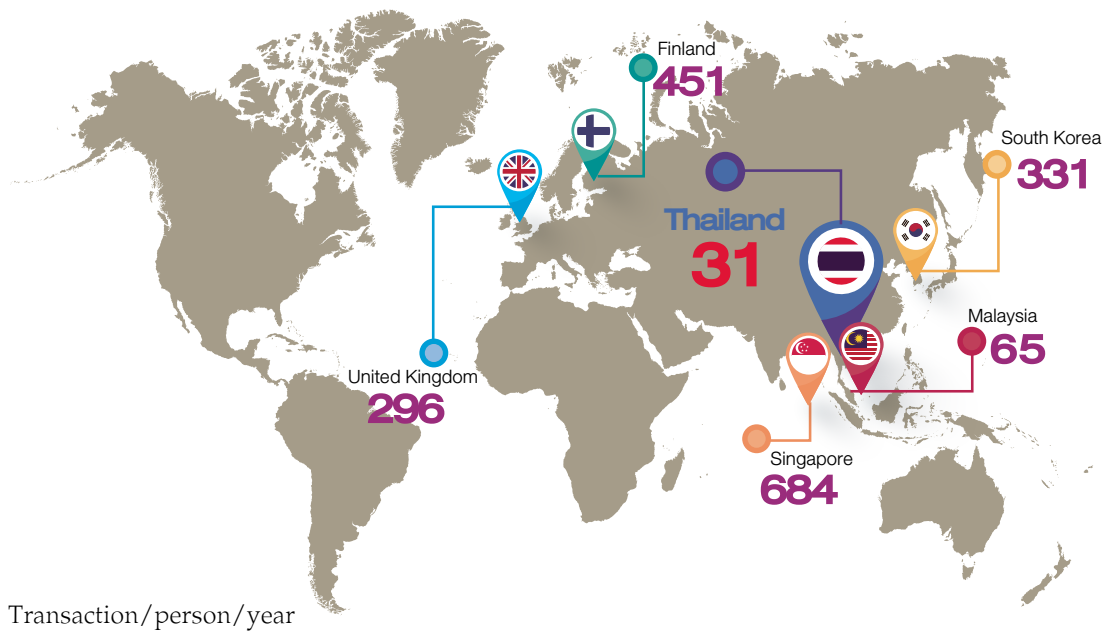 Finland
451
South Korea
331
Thailand
31
Malaysia
65
United Kingdom
296
Singapore
684
Transaction/person/year